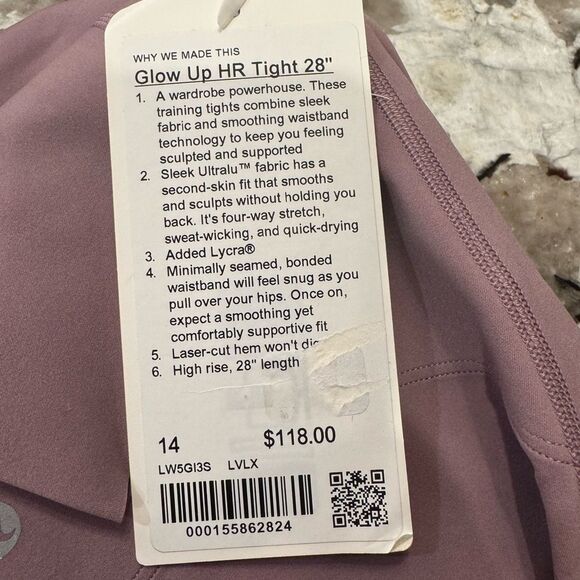 WHY WE MADE THIS
Glow Up HR Tight 28"
1. A wardrobe powerhouse. These
training tights combine sleek
fabric and smoothing waistband
technology to keep you feeling
sculpted and supported
2. Sleek Ultralu™ fabric has a
second-skin fit that smooths
and sculpts without holding you
back. It's four-way stretch,
sweat-wicking, and quick-drying
3. Added Lycra®
4. Minimally seamed, bonded
waistband will feel snug as you
pull over your hips. Once on,
expect a smoothing yet
comfortably supportive fit
5. Laser-cut hem won't
6. High rise, 28" length
14 $118.00
LW5GI3S LVLX
000155862824